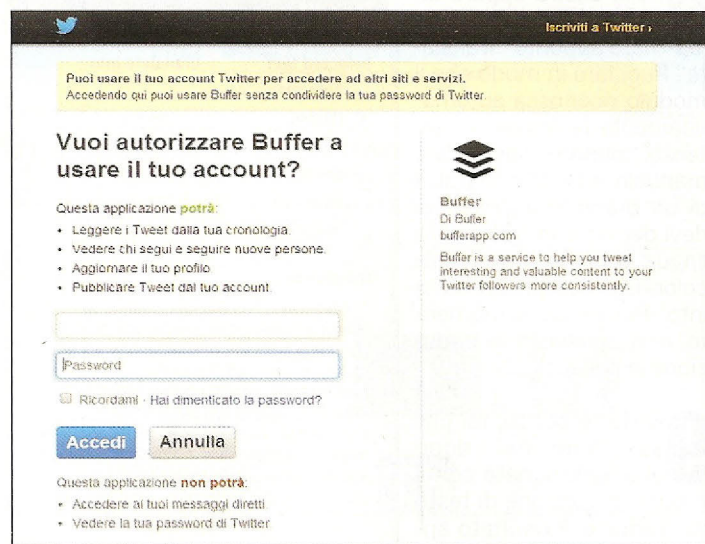 Iscriviti a Twitter ›
Puoi usare il tuo account Twitter per accedere ad altri siti e servizi.
Accedendo qui puoi usare Buffer senza condividere la tua password di Twitter.
Vuoi autorizzare Buffer a
usare il tuo account?
Questa applicazione potrà:
• Leggere i Tweet dalla tua cronologia.
• Vedere chi segui e seguire nuove persone.
• Aggiornare il tuo profilo.
• Pubblicare Tweet dal tuo account.
Password
Ricordami · Hai dimenticato la password?
Accedi Annulla
Questa applicazione non potrà:
• Accedere ai tuoi messaggi diretti.
• Vedere la tua password di Twitter.
Buffer
Di Buffer
bufferapp.com
Buffer is a service to help you tweet
interesting and valuable content to your
Twitter followers more consistently.